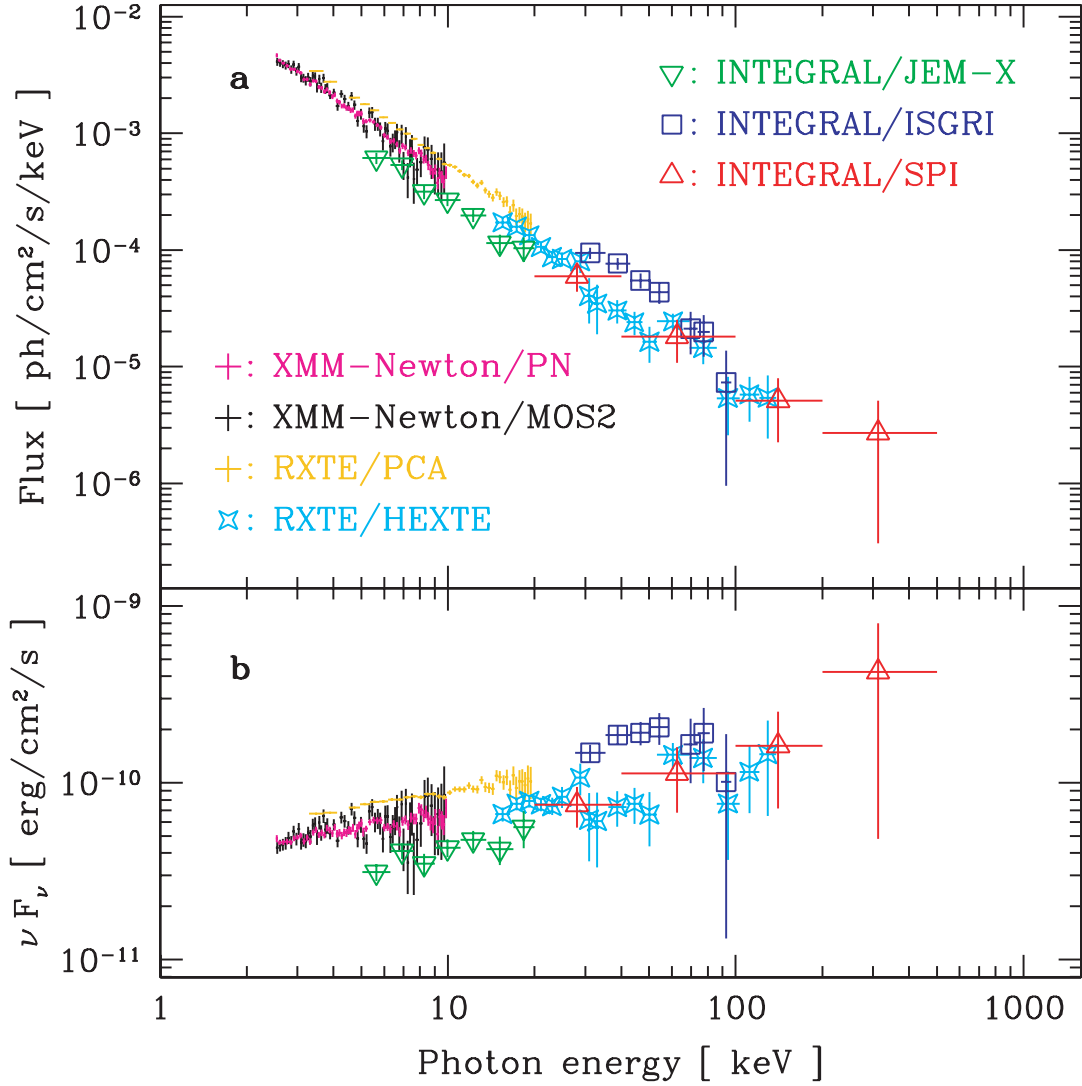 10⁻²
a
▽: INTEGRAL/JEM-X
□: INTEGRAL/ISGRI
△: INTEGRAL/SPI
10⁻³
10⁻⁴
10⁻⁵
10⁻⁶
Flux [ ph/cm²/s/keV ]
+: XMM-Newton/PN
+: XMM-Newton/MOS2
+: RXTE/PCA
: RXTE/HEXTE
10⁻⁹
b
10⁻¹⁰
10⁻¹¹
ν Fν [ erg/cm²/s ]
1 10 100 1000
Photon energy [ keV ]